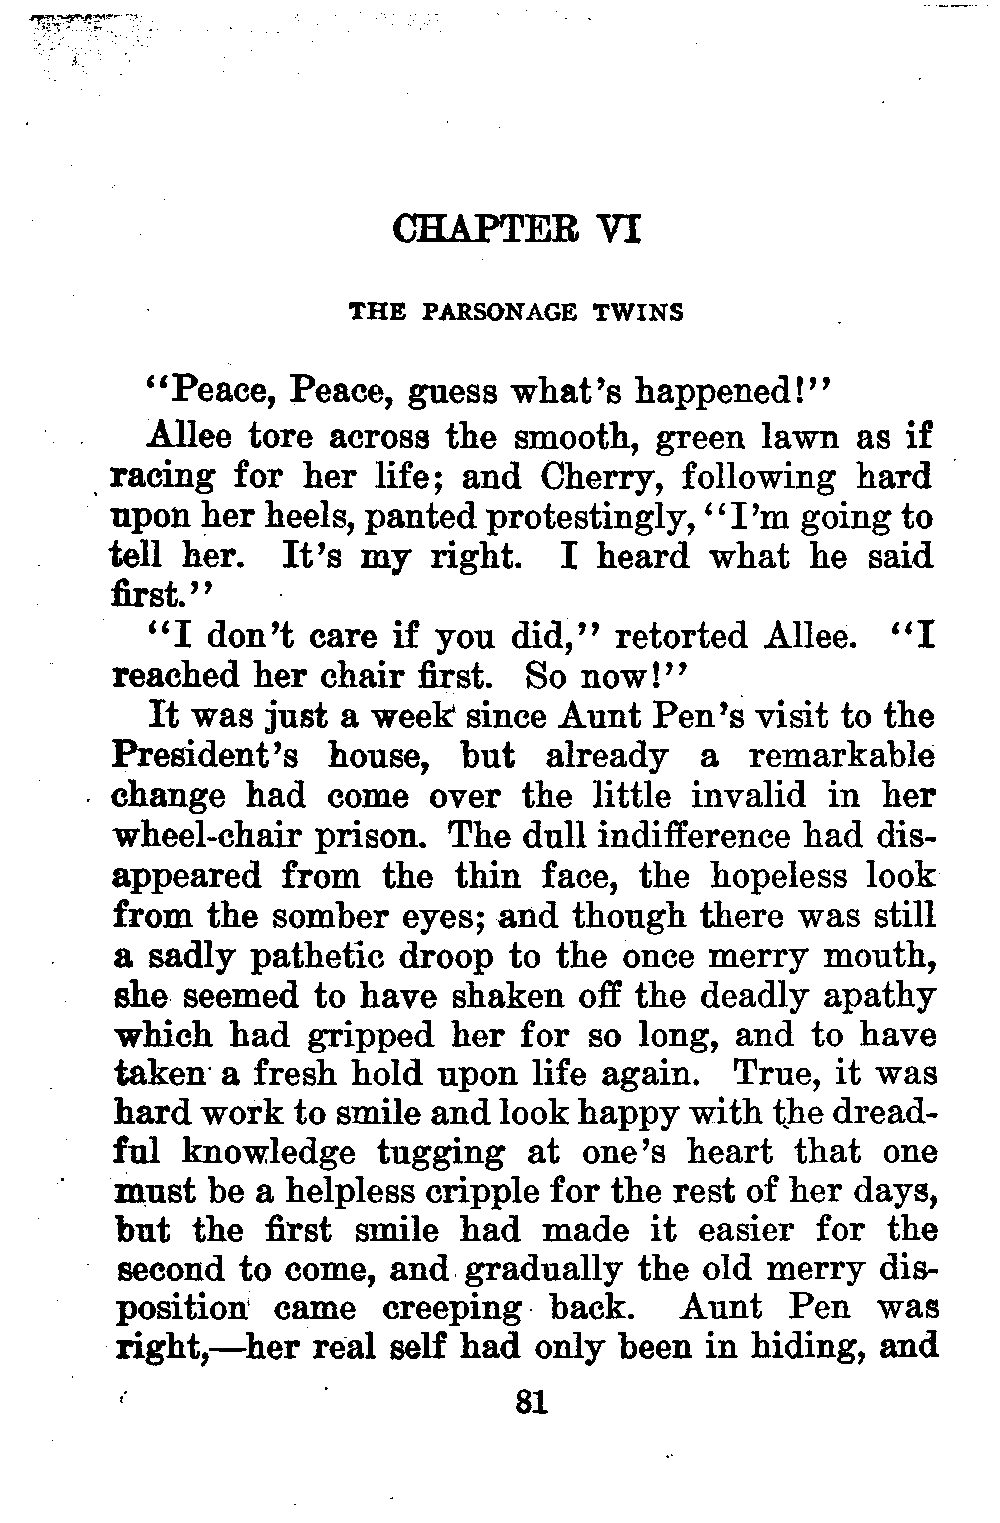 CHAPTER VI
THE PARSONAGE TWINS
"Peace, Peace, guess what's happened!"
Allee tore across the smooth, green lawn as if
racing for her life; and Cherry, following hard
upon her heels, panted protestingly, "I'm going to
tell her. It's my right. I heard what he said
first."
"I don't care if you did," retorted Allee. "I
reached her chair first. So now!"
It was just a week since Aunt Pen's visit to the
President's house, but already a remarkable
change had come over the little invalid in her
wheel-chair prison. The dull indifference had dis-
appeared from the thin face, the hopeless look
from the somber eyes; and though there was still
a sadly pathetic droop to the once merry mouth,
she seemed to have shaken off the deadly apathy
which had gripped her for so long, and to have
taken a fresh hold upon life again. True, it was
hard work to smile and look happy with the dread-
ful knowledge tugging at one's heart that one
must be a helpless cripple for the rest of her days,
but the first smile had made it easier for the
second to come, and gradually the old merry dis-
position came creeping back. Aunt Pen was
right,—her real self had only been in hiding, and
81